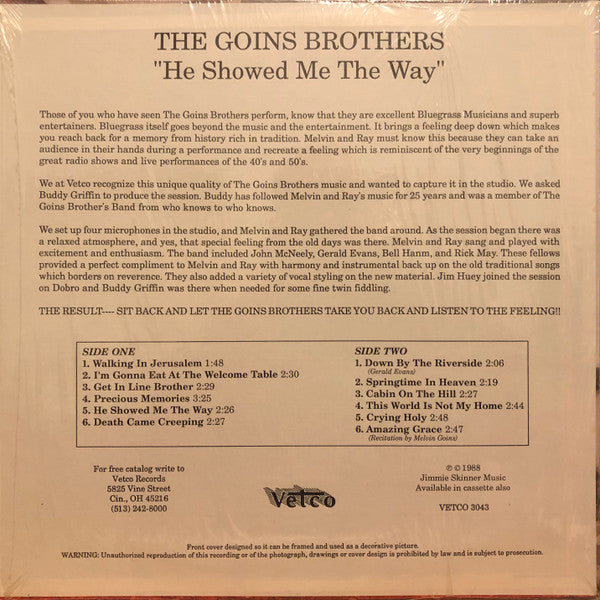 THE GOINS BROTHERS
"He Showed Me The Way"
Those of you who have seen The Goins Brothers perform, know that they are excellent Bluegrass Musicians and superb
entertainers. Bluegrass itself goes beyond the music and the entertainment. It brings a feeling deep down which makes
you reach back for a memory from history rich in tradition. Melvin and Ray must know this because they can take an
audience in their hands during a performance and recreate a feeling which is reminiscent of the very beginnings of the
great radio shows and live performances of the 40's and 50's.
We at Vetco recognize this unique quality of The Goins Brothers music and wanted to capture it in the studio. We asked
Buddy Griffin to produce the session. Buddy has followed Melvin and Ray's music for 25 years and was a member of The
Goins Brother's Band from who knows to who knows.
We set up four microphones in the studio, and Melvin and Ray gathered the band around. As the session began there was
a relaxed atmosphere, and yes, that special feeling from the old days was there. Melvin and Ray sang and played with
excitement and enthusiasm. The band included John McNeely, Gerald Evans, Bell Hanm, and Rick May. These fellows
provided a perfect compliment to Melvin and Ray with harmony and instrumental back up on the old traditional songs
which borders on reverence. They also added a variety of vocal styling on the new material. Jim Huey joined the session
on Dobro and Buddy Griffin was there when needed for some fine twin fiddling.
THE RESULT---- SIT BACK AND LET THE GOINS BROTHERS TAKE YOU BACK AND LISTEN TO THE FEELING!!
SIDE ONE
1. Walking In Jerusalem 1:48
2. I'm Gonna Eat At The Welcome Table 2:30
3. Get In Line Brother 2:29
4. Precious Memories 3:25
5. He Showed Me The Way 2:26
6. Death Came Creeping 2:27
SIDE TWO
1. Down By The Riverside 2:06
(Gerald Evans)
2. Springtime In Heaven 2:19
3. Cabin On The Hill 2:27
4. This World Is Not My Home 2:44
5. Crying Holy 2:48
6. Amazing Grace 2:47
(Recitation by Melvin Goins)
For free catalog write to
Vetco Records
5825 Vine Street
Cin., OH 45216
(513) 242-8000
Vetco
℗ © 1988
Jimmie Skinner Music
Available in cassette also
VETCO 3043
Front cover designed so it can be framed and used as a decorative picture.
WARNING: Unauthorized reproduction of this recording or of the photograph, drawings or cover design is prohibited by law and is subject to prosecution.